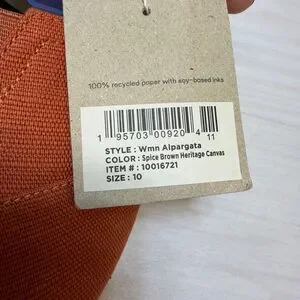 100% recycled paper with soy-based inks
1 95703 00920 4 11
STYLE : Wmn Alpargata
COLOR : Spice Brown Heritage Canvas
ITEM # : 10016721
SIZE : 10